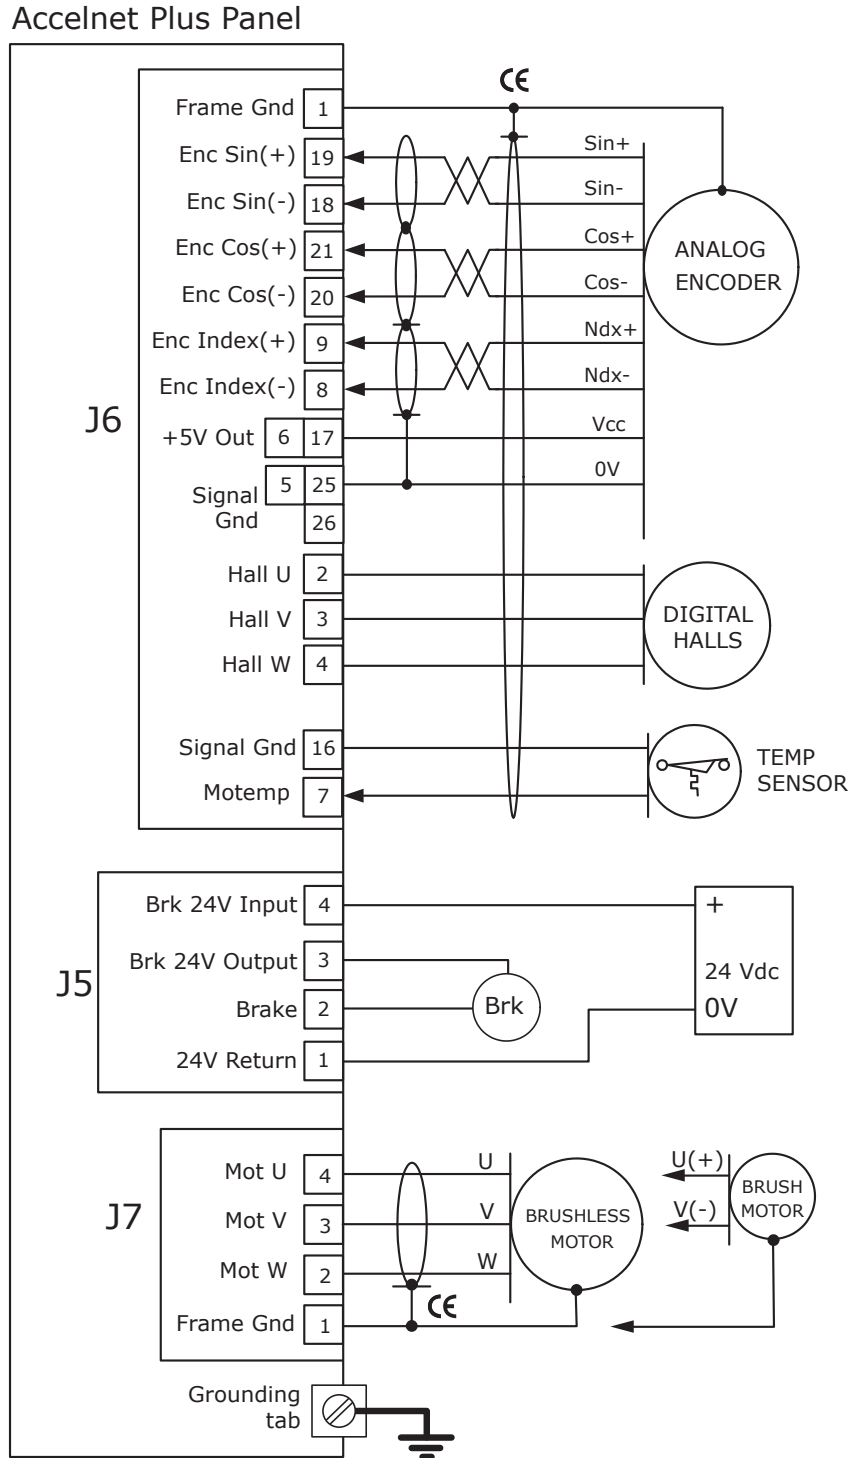 Accelnet Plus Panel
J6
Frame Gnd 1
Enc Sin(+) 19
Enc Sin(-) 18
Enc Cos(+) 21
Enc Cos(-) 20
Enc Index(+) 9
Enc Index(-) 8
+5V Out 6 17
Signal Gnd 5 25
26
Hall U 2
Hall V 3
Hall W 4
Signal Gnd 16
Motemp 7
CE
Sin+
Sin-
Cos+
Cos-
Ndx+
Ndx-
Vcc
0V
ANALOG
ENCODER
DIGITAL
HALLS
TEMP
SENSOR
J5
Brk 24V Input 4
Brk 24V Output 3
Brake 2
24V Return 1
Brk
+
24 Vdc
0V
J7
Mot U 4
Mot V 3
Mot W 2
Frame Gnd 1
U
V
W
CE
BRUSHLESS
MOTOR
U(+)
V(-)
BRUSH
MOTOR
Grounding
tab